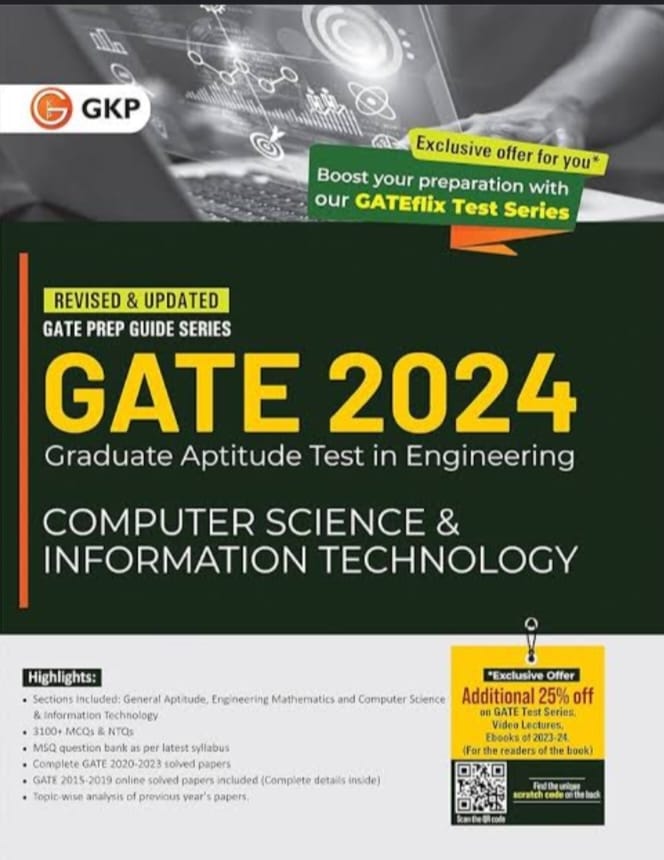 GKP
Exclusive offer for you*
Boost your preparation with
our GATEflix Test Series
REVISED & UPDATED
GATE PREP GUIDE SERIES
GATE 2024
Graduate Aptitude Test in Engineering
COMPUTER SCIENCE &
INFORMATION TECHNOLOGY
Highlights:
• Sections Included: General Aptitude, Engineering Mathematics and Computer Science
& Information Technology
• 3100+ MCQs & NTQs
• MSQ question bank as per latest syllabus
• Complete GATE 2020-2023 solved papers
• GATE 2015-2019 online solved papers included (Complete details inside)
• Topic-wise analysis of previous year's papers.
*Exclusive Offer
Additional 25% off
on GATE Test Series,
Video Lectures,
Ebooks of 2023-24.
(For the readers of the book)
Scan the QR code
Find the unique
scratch code on the back